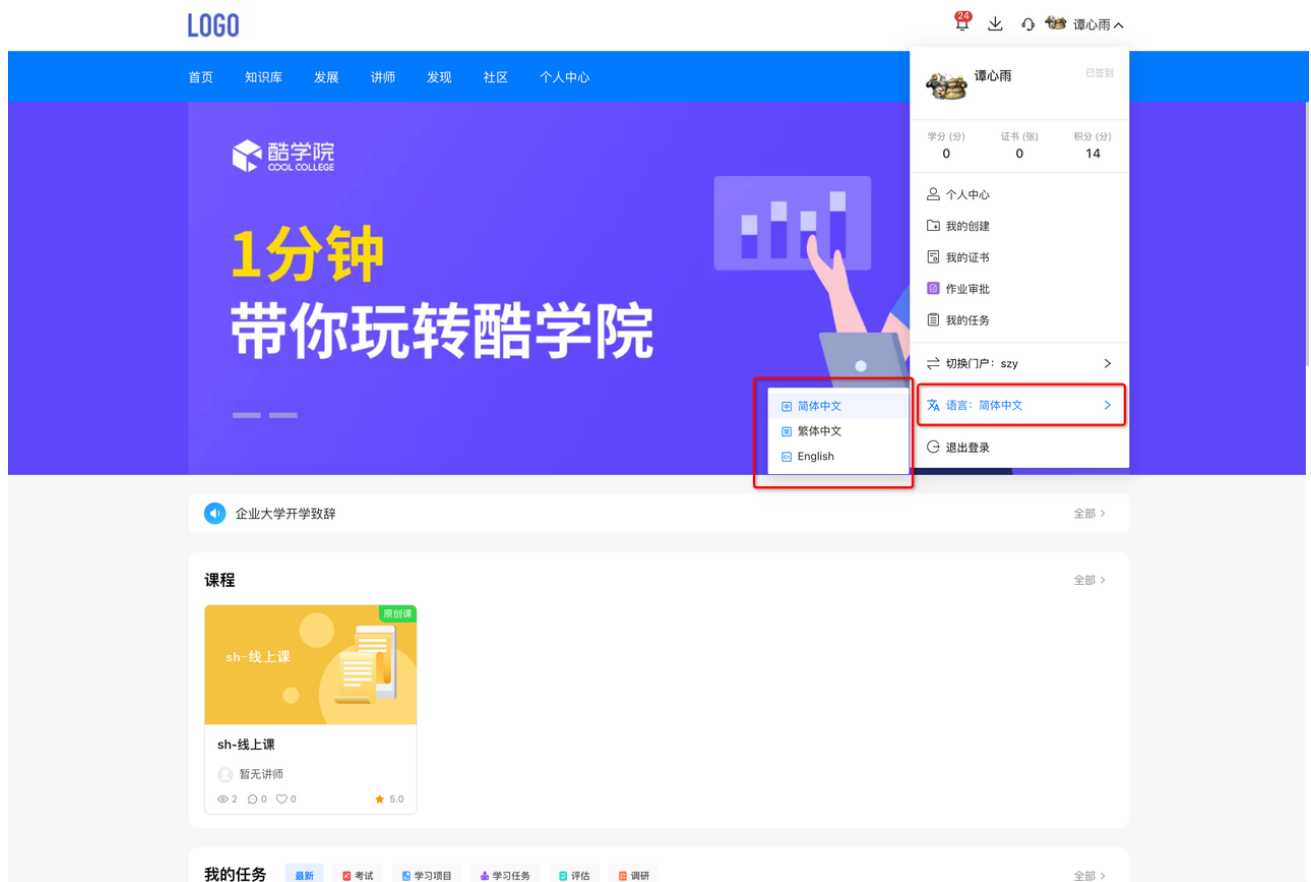 LOGO
24
谭心雨
首页 知识库 发展 讲师 发现 社区 个人中心
谭心雨 已签到
学分 (分) 证书 (张) 积分 (分)
0 0 14
个人中心
我的创建
我的证书
作业审批
我的任务
切换门户：szy
语言：简体中文
退出登录
简体中文
繁体中文
English
酷学院
COOL COLLEGE
1分钟
带你玩转酷学院
企业大学开学致辞 全部
课程 全部
原创课
sh-线上课
sh-线上课
暂无讲师
2 0 0 5.0
我的任务 最新 考试 学习项目 学习任务 评估 调研 全部